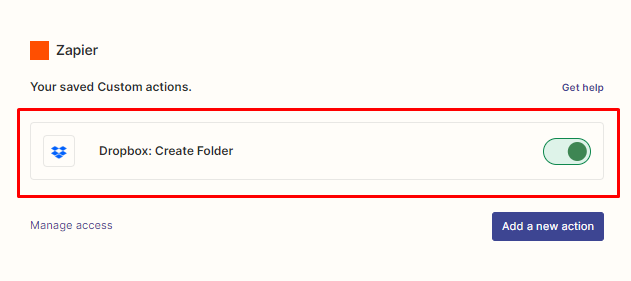 Zapier
Your saved Custom actions.
Get help
Dropbox: Create Folder
Manage access
Add a new action